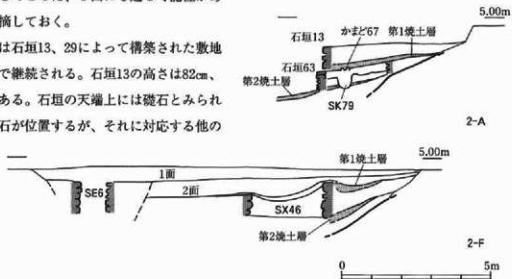 摘しておく。
は石垣13、29によって構築された敷地
で継続される。石垣13の高さは82㎝、
ある。石垣の天端上には礎石とみられ
石が位置するが、それに対応する他の
5.00m
石垣13
かまど67
第1焼土層
石垣63
第2焼土層
SK79
2-A
5.00m
1面
第1焼土層
SE6
2面
SX46
第2焼土層
2-F
0
5m